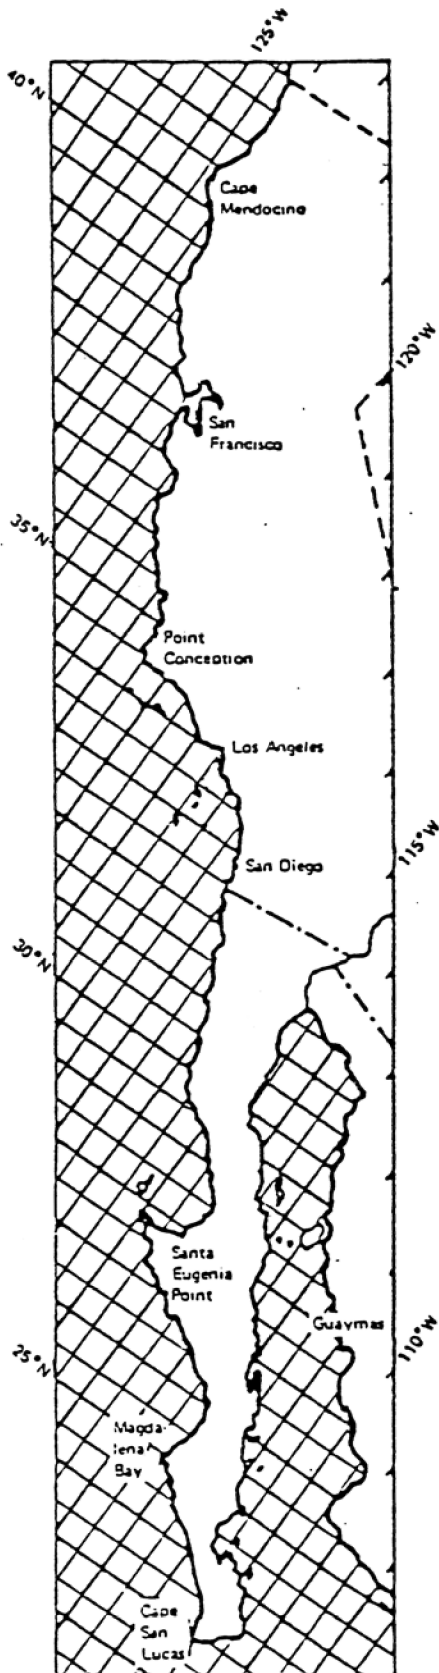 125°W
40°N
Cape
Mendocino
120°W
San
Francisco
35°N
Point
Conception
Los Angeles
115°W
San Diego
30°N
Santa
Eugenia
Point
Guaymas
110°W
25°N
Magda-
lena
Bay
Cape
San
Lucas